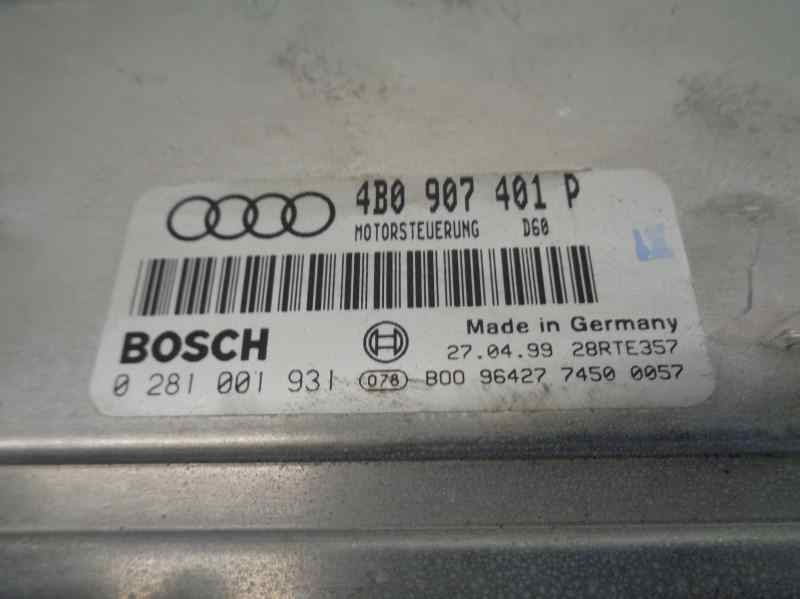 4B0 907 401 P
MOTORSTEUERUNG D60
BOSCH
Made in Germany
27.04.99 28RTE357
0 281 001 931 078 B00 96427 7450 0057